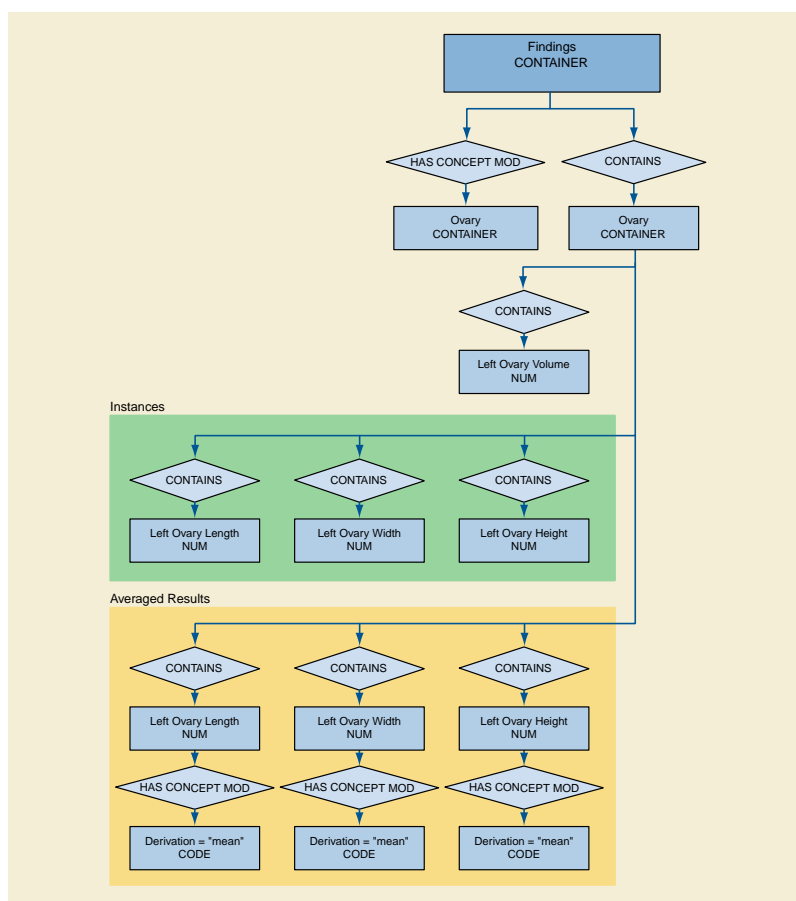 Findings
CONTAINER
HAS CONCEPT MOD
CONTAINS
Ovary
CONTAINER
Ovary
CONTAINER
CONTAINS
Left Ovary Volume
NUM
Instances
CONTAINS
CONTAINS
CONTAINS
Left Ovary Length
NUM
Left Ovary Width
NUM
Left Ovary Height
NUM
Averaged Results
CONTAINS
CONTAINS
CONTAINS
Left Ovary Length
NUM
Left Ovary Width
NUM
Left Ovary Height
NUM
HAS CONCEPT MOD
HAS CONCEPT MOD
HAS CONCEPT MOD
Derivation = "mean"
CODE
Derivation = "mean"
CODE
Derivation = "mean"
CODE